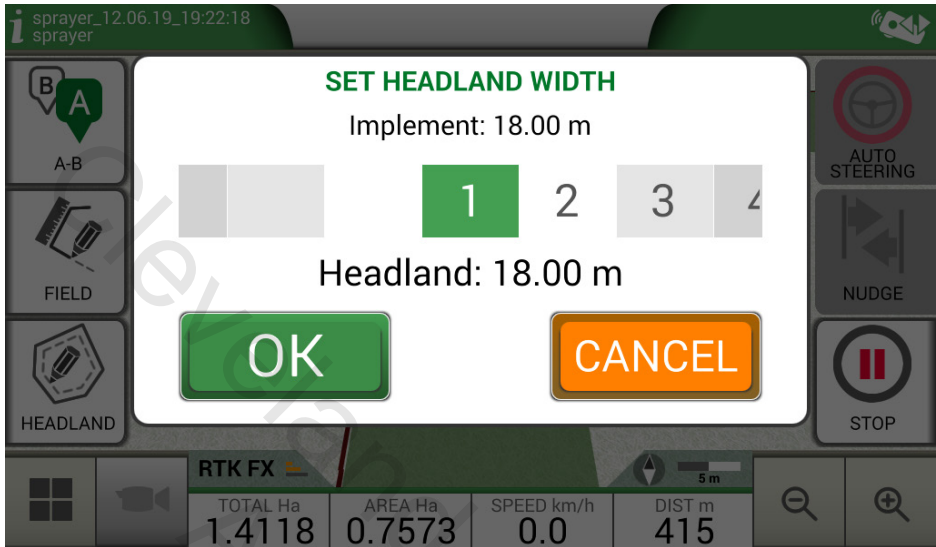 sprayer_12.06.19_19:22:18
sprayer
SET HEADLAND WIDTH
Implement: 18.00 m
1 2 3 4
Headland: 18.00 m
OK CANCEL
A-B
FIELD
HEADLAND
AUTO
STEERING
NUDGE
STOP
B
A
RTK FX
5 m
TOTAL Ha AREA Ha SPEED km/h DIST m
1.4118 0.7573 0.0 415
Cleveland